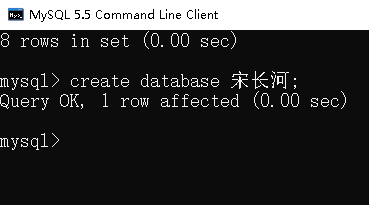 MySQL 5.5 Command Line Client
8 rows in set (0.00 sec)
mysql> create database 宋长河;
Query OK, 1 row affected (0.00 sec)
mysql>